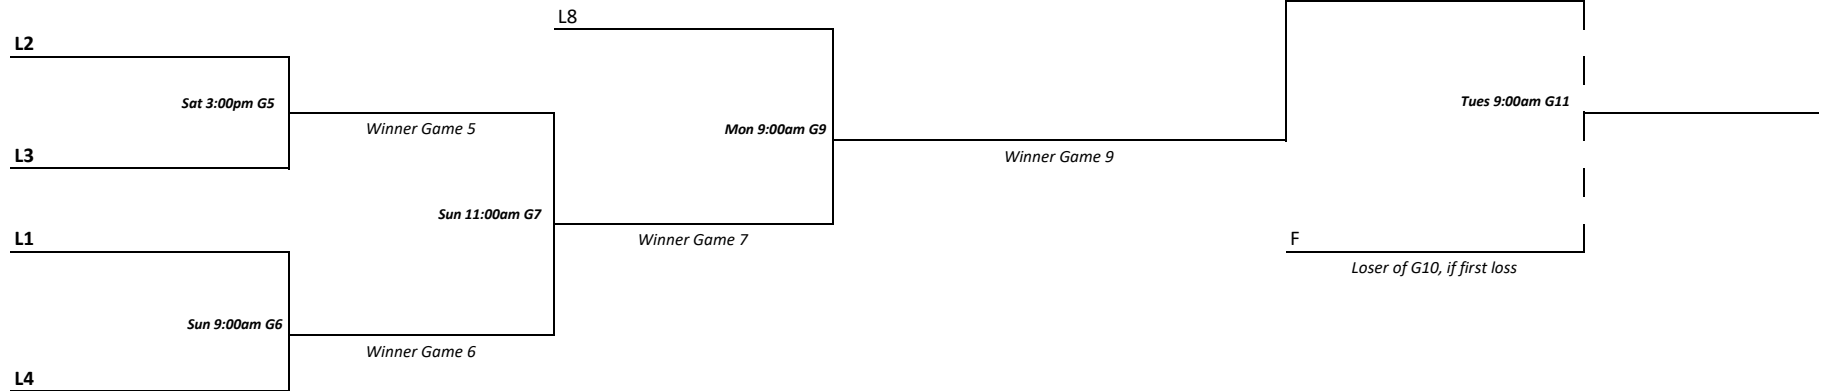 L8
L2
Sat 3:00pm G5
Tues 9:00am G11
Winner Game 5
Mon 9:00am G9
L3
Winner Game 9
Sun 11:00am G7
L1
Winner Game 7
F
Loser of G10, if first loss
Sun 9:00am G6
Winner Game 6
L4